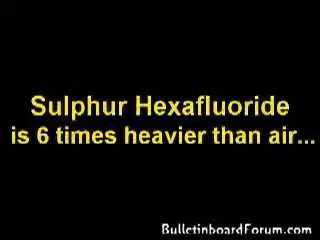 Sulphur Hexafluoride
is 6 times heavier than air...
BulletinboardForum.com